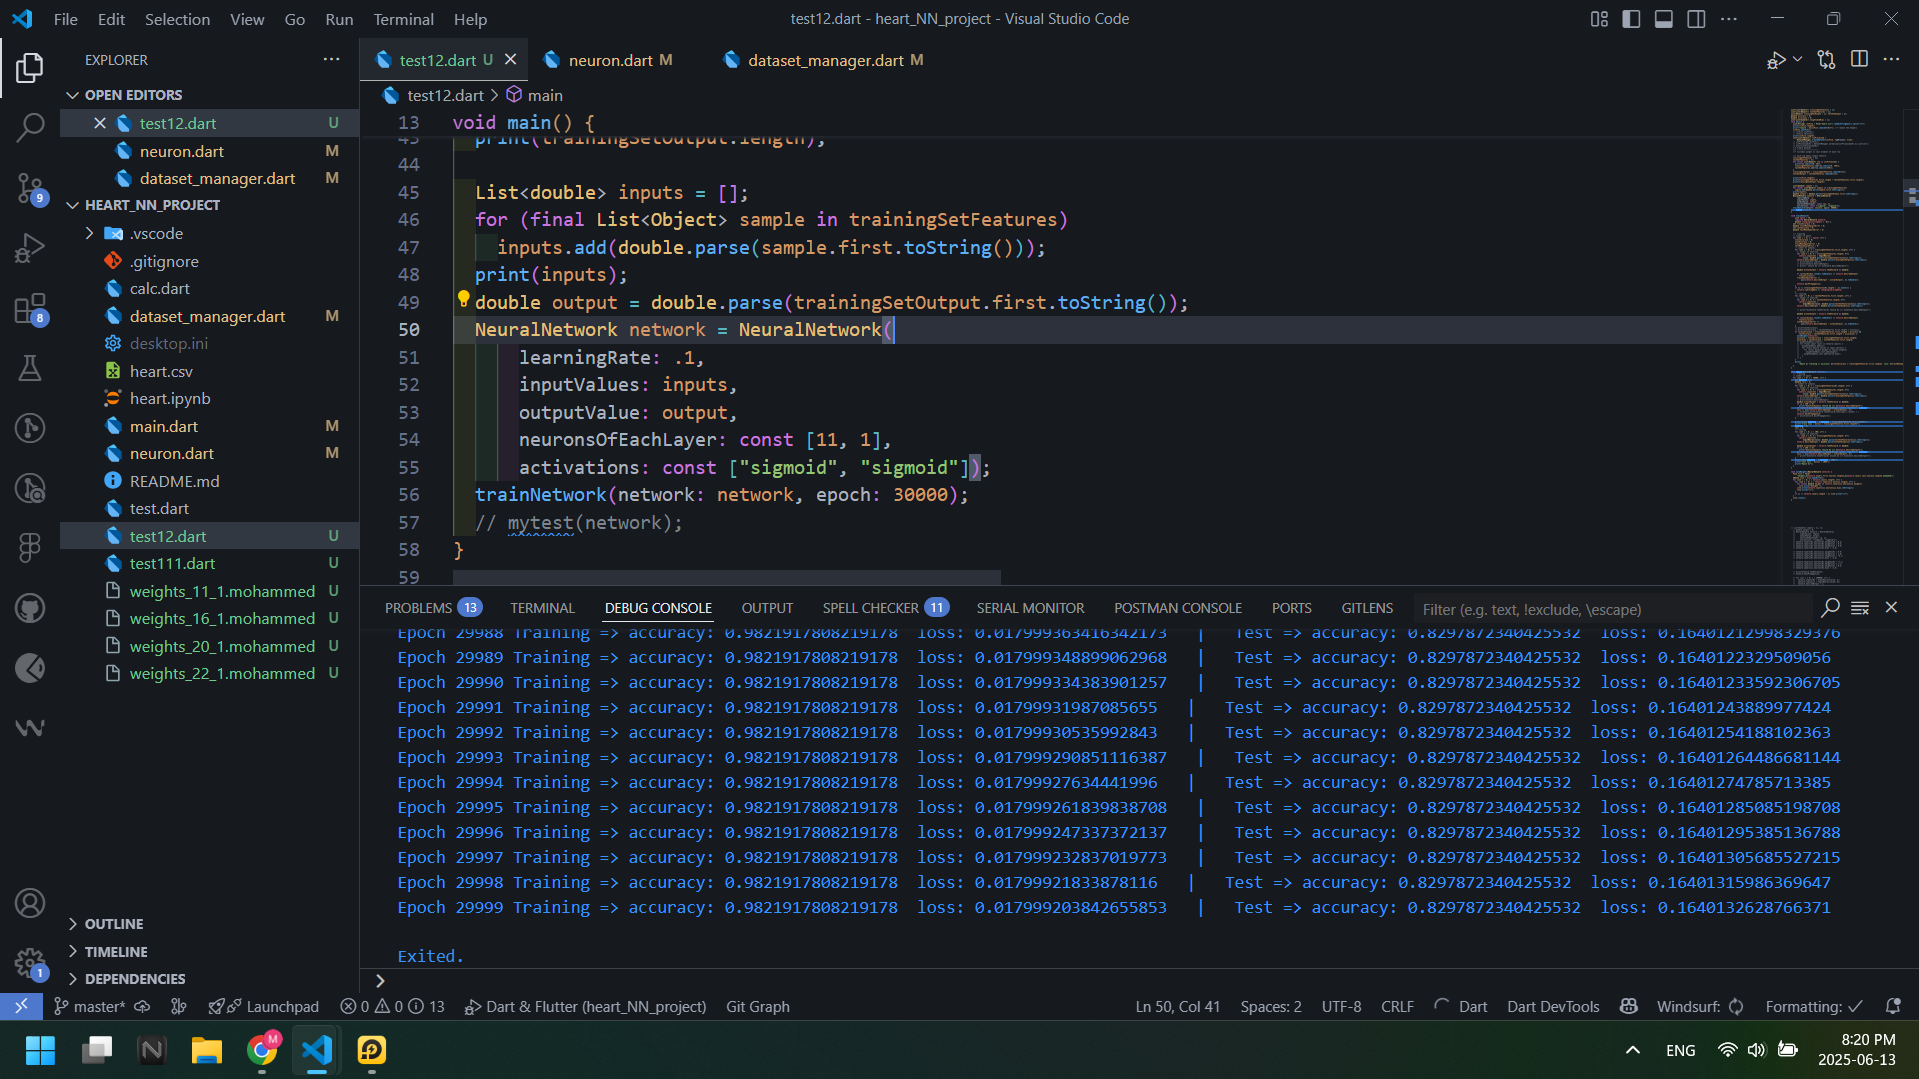 File Edit Selection View Go Run Terminal Help
test12.dart - heart_NN_project - Visual Studio Code
EXPLORER
OPEN EDITORS
test12.dart U
neuron.dart M
dataset_manager.dart M
HEART_NN_PROJECT
.vscode
.gitignore
calc.dart
dataset_manager.dart M
desktop.ini
heart.csv
heart.ipynb
main.dart M
neuron.dart M
README.md
test.dart
test12.dart U
test111.dart U
weights_11_1.mohammed U
weights_16_1.mohammed U
weights_20_1.mohammed U
weights_22_1.mohammed U
OUTLINE
TIMELINE
DEPENDENCIES
9
8
1
test12.dart U
neuron.dart M
dataset_manager.dart M
test12.dart > main
13 void main() {
43 print(trainingSetOutput.length);
44
45 List<double> inputs = [];
46 for (final List<Object> sample in trainingSetFeatures)
47 inputs.add(double.parse(sample.first.toString()));
48 print(inputs);
49 double output = double.parse(trainingSetOutput.first.toString());
50 NeuralNetwork network = NeuralNetwork(
51 learningRate: .1,
52 inputValues: inputs,
53 outputValue: output,
54 neuronsOfEachLayer: const [11, 1],
55 activations: const ["sigmoid", "sigmoid"]);
56 trainNetwork(network: network, epoch: 30000);
57 // mytest(network);
58 }
59
PROBLEMS 13 TERMINAL DEBUG CONSOLE OUTPUT SPELL CHECKER 11 SERIAL MONITOR POSTMAN CONSOLE PORTS GITLENS Filter (e.g. text, !exclude, \escape)
Epoch 29988 Training => accuracy: 0.9821917808219178 loss: 0.017999363416342173 | Test => accuracy: 0.8297872340425532 loss: 0.16401212998329376
Epoch 29989 Training => accuracy: 0.9821917808219178 loss: 0.017999348899062968 | Test => accuracy: 0.8297872340425532 loss: 0.1640122329509056
Epoch 29990 Training => accuracy: 0.9821917808219178 loss: 0.017999334383901257 | Test => accuracy: 0.8297872340425532 loss: 0.16401233592306705
Epoch 29991 Training => accuracy: 0.9821917808219178 loss: 0.01799931987085655 | Test => accuracy: 0.8297872340425532 loss: 0.16401243889977424
Epoch 29992 Training => accuracy: 0.9821917808219178 loss: 0.01799930535992843 | Test => accuracy: 0.8297872340425532 loss: 0.16401254188102363
Epoch 29993 Training => accuracy: 0.9821917808219178 loss: 0.017999290851116387 | Test => accuracy: 0.8297872340425532 loss: 0.16401264486681144
Epoch 29994 Training => accuracy: 0.9821917808219178 loss: 0.01799927634441996 | Test => accuracy: 0.8297872340425532 loss: 0.16401274785713385
Epoch 29995 Training => accuracy: 0.9821917808219178 loss: 0.017999261839838708 | Test => accuracy: 0.8297872340425532 loss: 0.16401285085198708
Epoch 29996 Training => accuracy: 0.9821917808219178 loss: 0.017999247337372137 | Test => accuracy: 0.8297872340425532 loss: 0.16401295385136788
Epoch 29997 Training => accuracy: 0.9821917808219178 loss: 0.017999232837019773 | Test => accuracy: 0.8297872340425532 loss: 0.16401305685527215
Epoch 29998 Training => accuracy: 0.9821917808219178 loss: 0.01799921833878116 | Test => accuracy: 0.8297872340425532 loss: 0.16401315986369647
Epoch 29999 Training => accuracy: 0.9821917808219178 loss: 0.017999203842655853 | Test => accuracy: 0.8297872340425532 loss: 0.1640132628766371
Exited.
master* Launchpad 0 0 13 Dart & Flutter (heart_NN_project) Git Graph Ln 50, Col 41 Spaces: 2 UTF-8 CRLF Dart Dart DevTools Windsurf: Formatting:
M
ENG
8:20 PM
2025-06-13